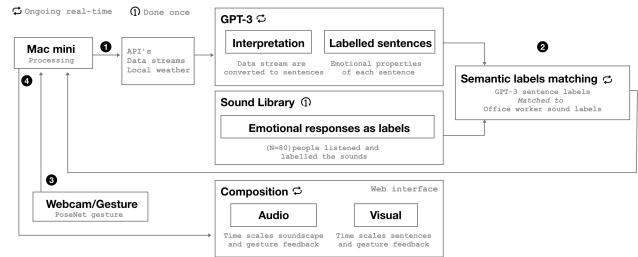 Ongoing real-time
Done once
Mac mini
Processing
1
API's
Data streams
Local weather
GPT-3
Interpretation
Data stream are
converted to sentences
Labelled sentences
Emotional properties
of each sentence
Sound Library
Emotional responses as labels
(N=80)people listened and
labelled the sounds
2
Semantic labels matching
GPT-3 sentence labels
Matched to
Office worker sound labels
4
3
Webcam/Gesture
PoseNet gesture
Composition
Web interface
Audio
Time scales soundscape
and gesture feedback
Visual
Time scales sentences
and gesture feedback